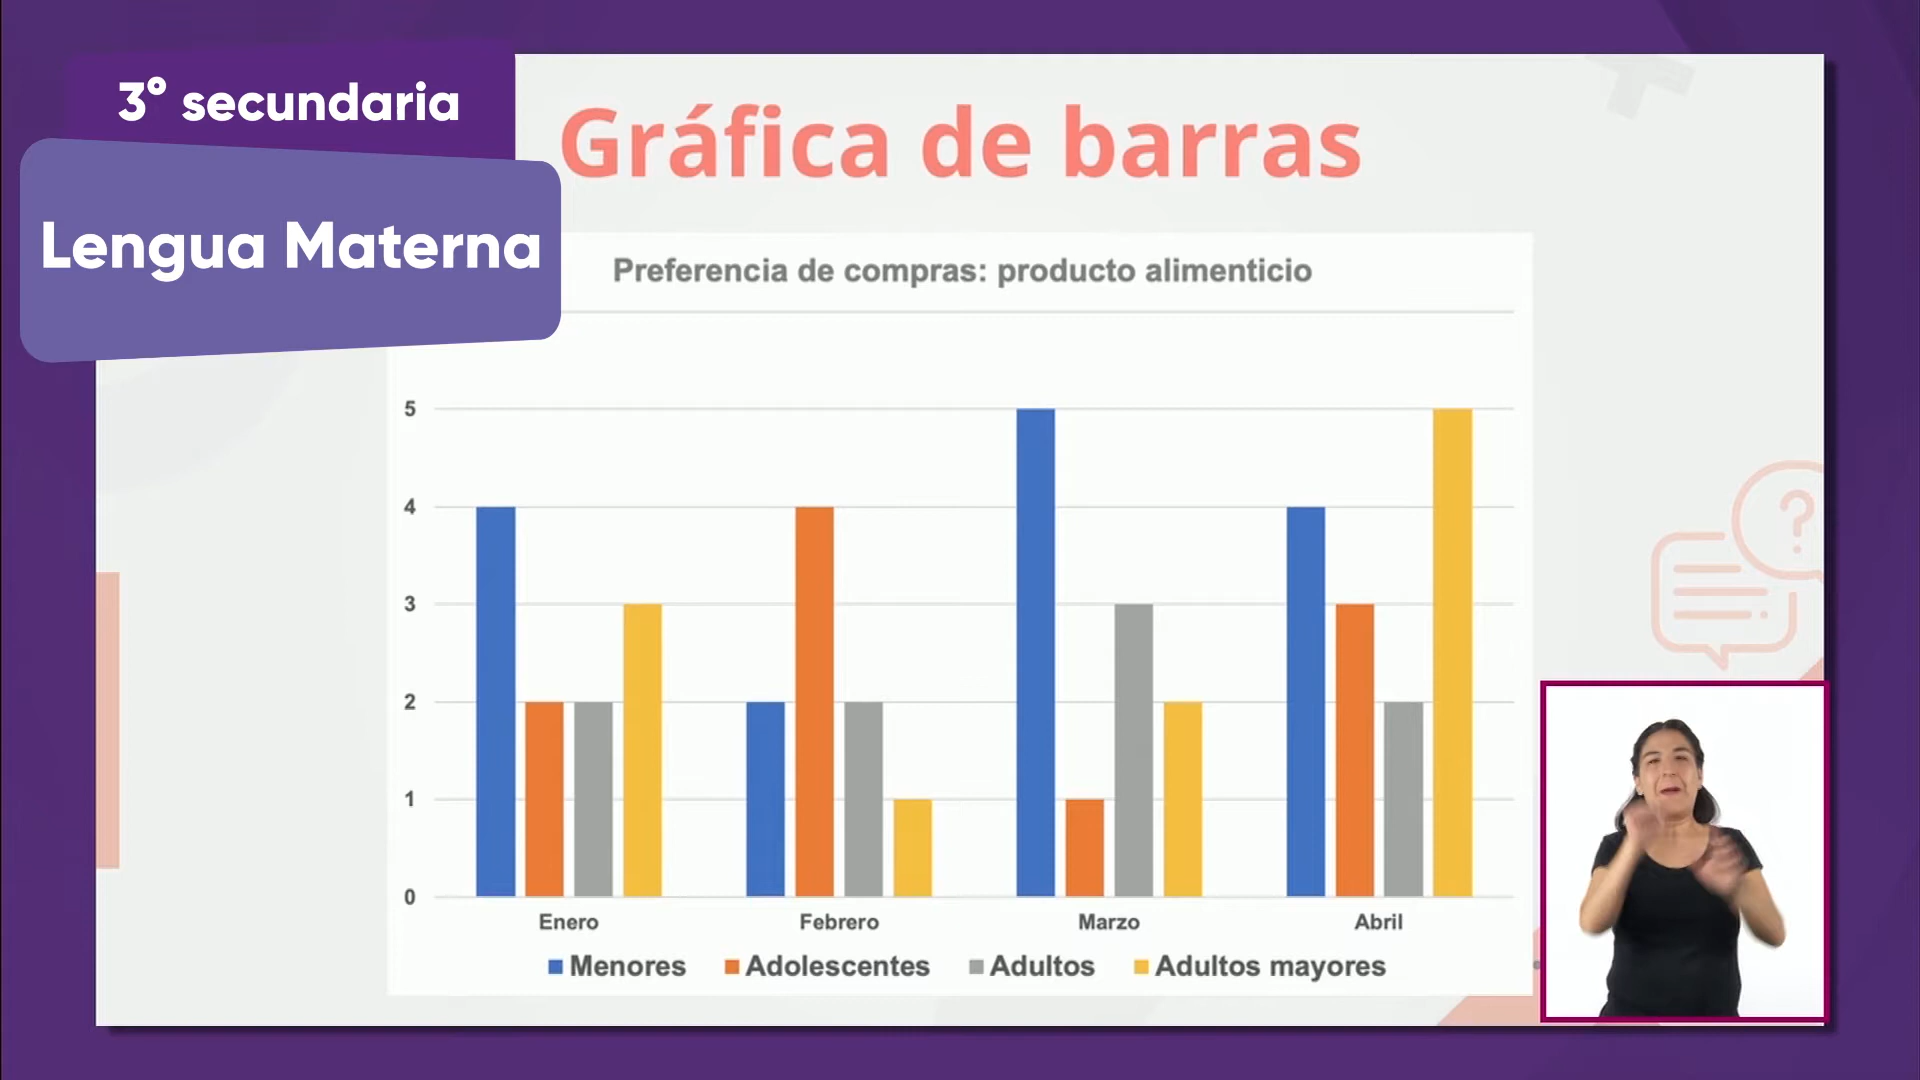 3° secundaria
Lengua Materna
Gráfica de barras
Preferencia de compras: producto alimenticio
5
4
3
2
1
0
Enero Febrero Marzo Abril
Menores Adolescentes Adultos Adultos mayores
?